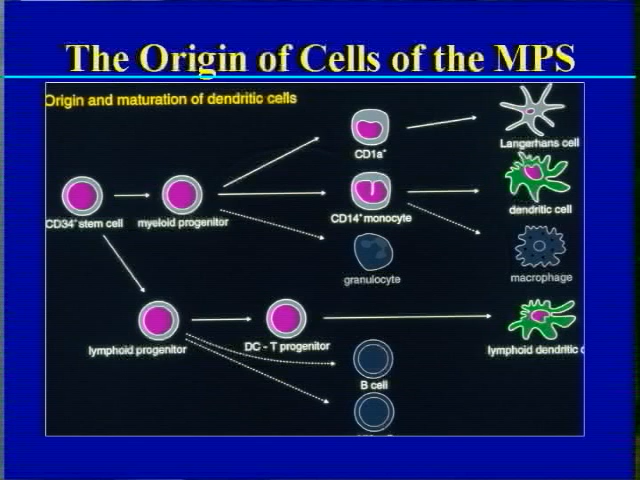 The Origin of Cells of the MPS
Origin and maturation of dendritic cells
CD1a⁺
Langerhans cell
CD34⁺ stem cell
myeloid progenitor
CD14⁺ monocyte
dendritic cell
granulocyte
macrophage
lymphoid progenitor
DC - T progenitor
lymphoid dendritic
B cell